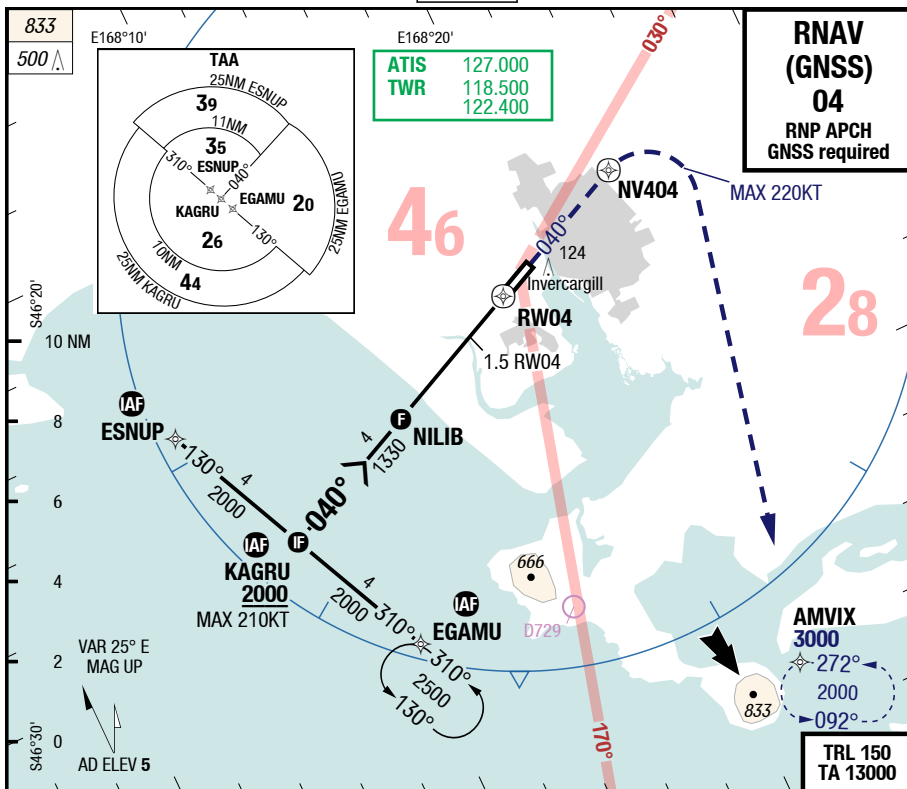 833
500
E168°10'
E168°20'
TAA
25NM ESNUP
39
11NM
35
ESNUP
310°
040°
KAGRU
EGAMU
20
130°
26
10NM
44
25NM KAGRU
25NM EGAMU
ATIS 127.000
TWR 118.500
122.400
030°
RNAV
(GNSS)
04
RNP APCH
GNSS required
NV404
MAX 220KT
46
040°
124
Invercargill
RW04
28
S46°20'
10 NM
1.5 RW04
IAF
ESNUP
8
F
NILIB
4
1330
130°
4
2000
040°
6
IAF
IF
KAGRU
2000
MAX 210KT
4
4
2000
310°
IAF
EGAMU
666
D729
310°
2500
130°
AMVIX
3000
272°
2000
092°
833
VAR 25° E
MAG UP
2
S46°30'
0
AD ELEV 5
170°
TRL 150
TA 13000